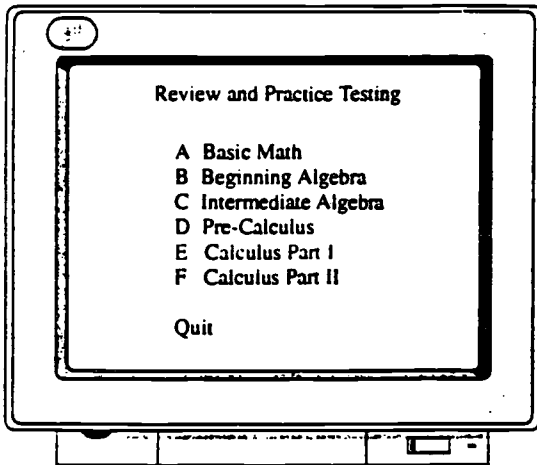 Review and Practice Testing
A Basic Math
B Beginning Algebra
C Intermediate Algebra
D Pre-Calculus
E Calculus Part I
F Calculus Part II
Quit